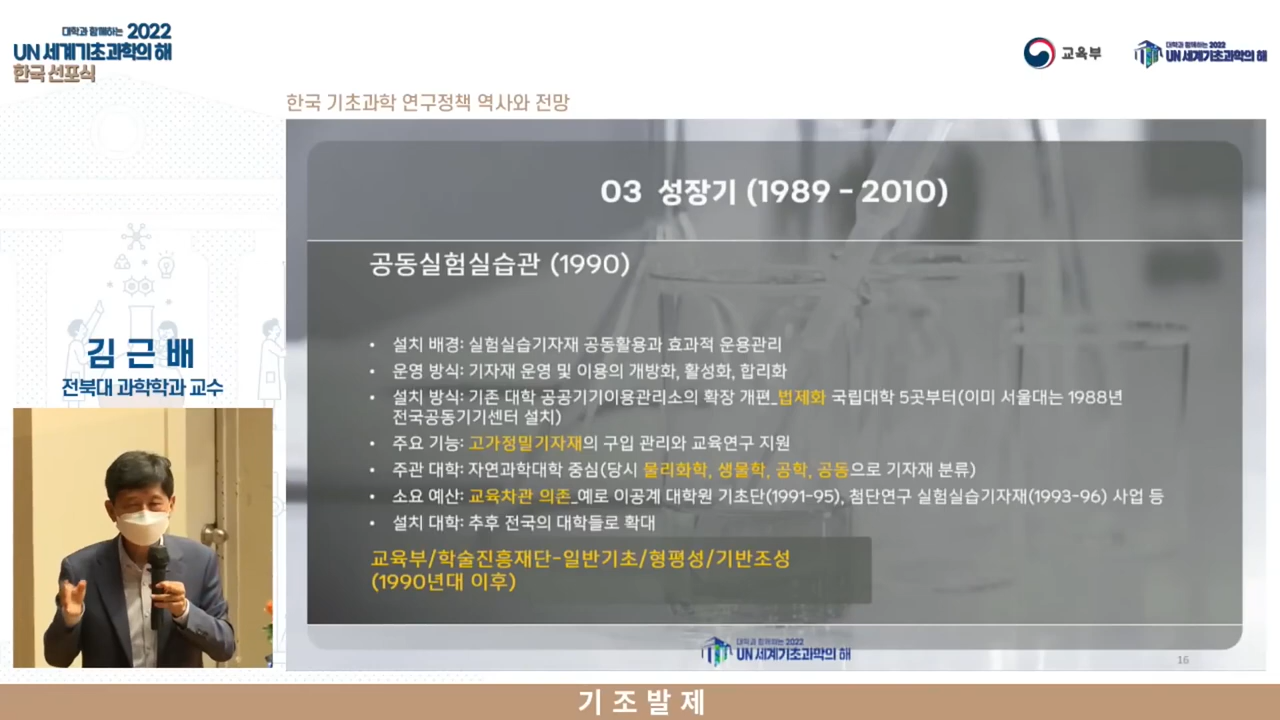 대학과 함께하는 2022
UN 세계기초과학의 해
한국 선포식
교육부
대학과 함께하는 2022
UN 세계기초과학의 해
한국 기초과학 연구정책 역사와 전망
03 성장기 (1989 - 2010)
공동실험실습관 (1990)
• 설치 배경: 실험실습기자재 공동활용과 효과적 운용관리
• 운영 방식: 기자재 운영 및 이용의 개방화, 활성화, 합리화
• 설치 방식: 기존 대학 공공기기이용관리소의 확장 개편_법제화 국립대학 5곳부터(이미 서울대는 1988년
전국공동기기센터 설치)
• 주요 기능: 고가정밀기자재의 구입 관리와 교육연구 지원
• 주관 대학: 자연과학대학 중심(당시 물리화학, 생물학, 공학, 공동으로 기자재 분류)
• 소요 예산: 교육차관 의존_예로 이공계 대학원 기초단(1991-95), 첨단연구 실험실습기자재(1993-96) 사업 등
• 설치 대학: 추후 전국의 대학들로 확대
교육부/학술진흥재단-일반기초/형평성/기반조성
(1990년대 이후)
대학과 함께하는 2022
UN 세계기초과학의 해
16
김근배
전북대 과학학과 교수
기조발제